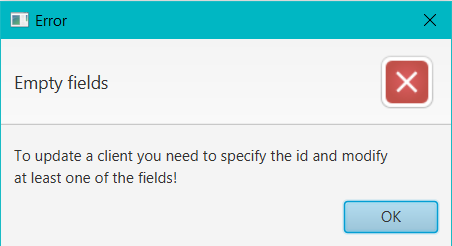 Error
Empty fields
To update a client you need to specify the id and modify
at least one of the fields!
OK